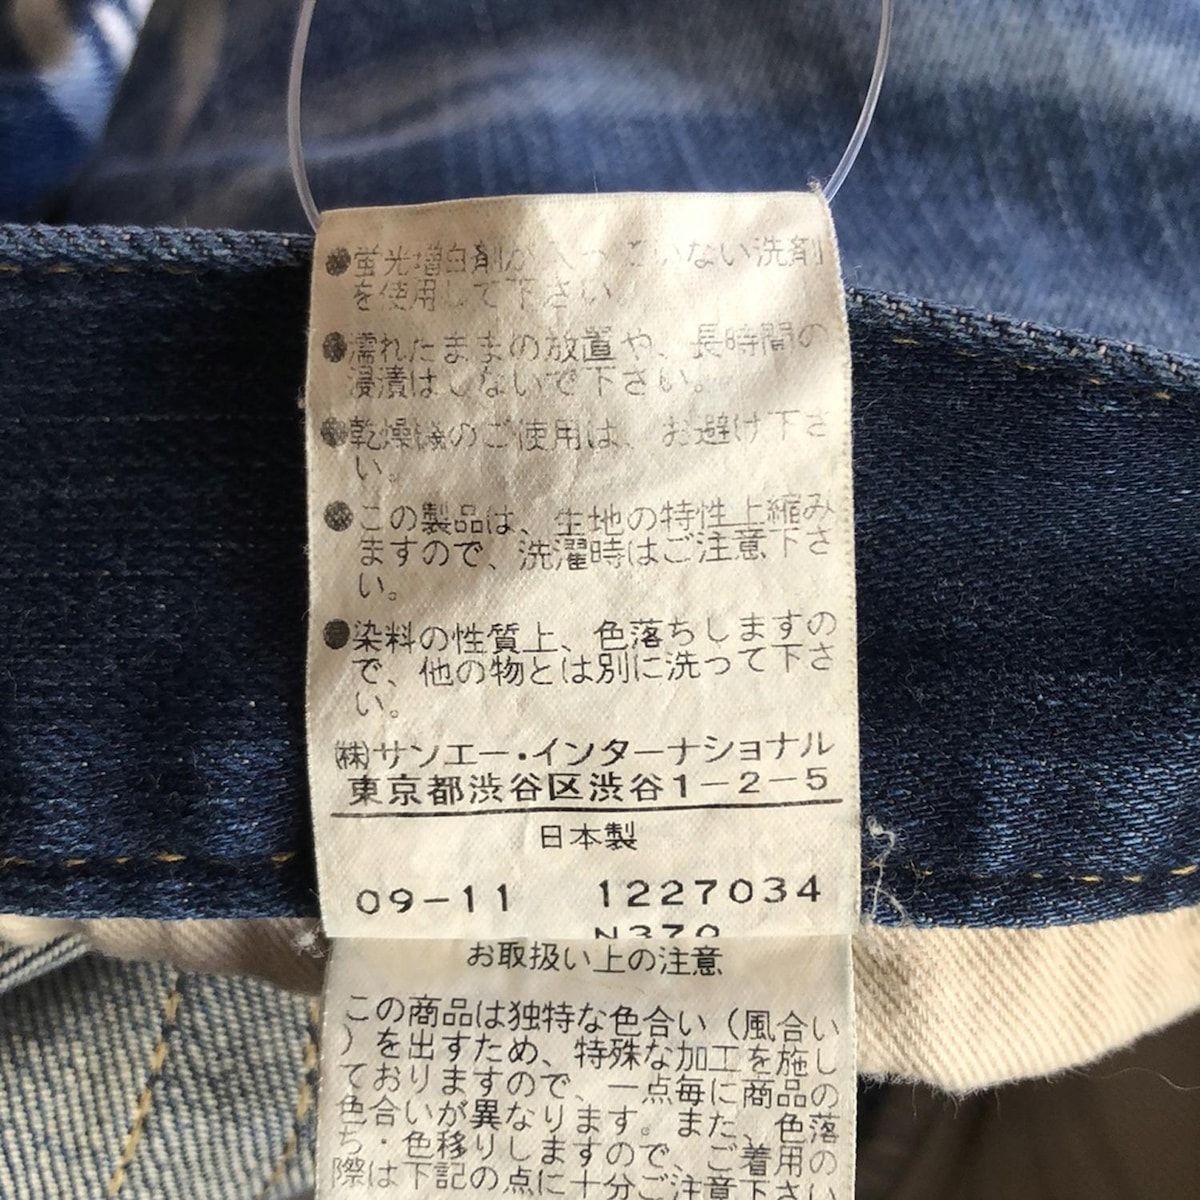 ●蛍光増白剤が入っていない洗剤
を使用して下さい。
●濡れたままの放置や、長時間の
浸漬はしないで下さい。
●乾燥機のご使用は、お避け下さ
い。
●この製品は、生地の特性上縮み
ますので、洗濯時はご注意下さ
い。
●染料の性質上、色落ちしますの
で、他の物とは別に洗って下さ
い。
㈱サンエー・インターナショナル
東京都渋谷区渋谷1-2-5
日本製
09-11 1227034
N370
お取扱い上の注意
この商品は独特な色合い(風合い
)を出すため、特殊な加工を施し
ておりますので、一点毎に商品の
色合いが異なります。また、色落
ち・色移りしますので、ご着用の
際は下記の点に十分ご注意下さい